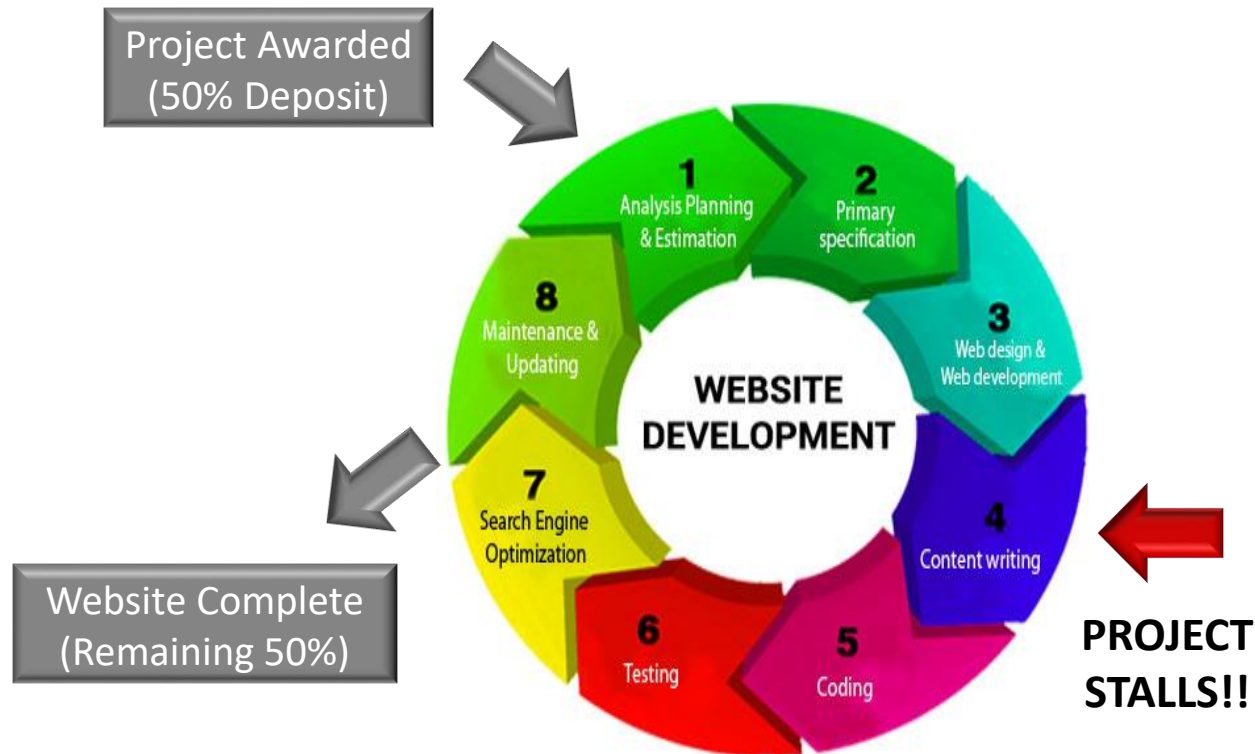 Project Awarded
(50% Deposit)
1
Analysis Planning
& Estimation
2
Primary
specification
3
Web design &
Web development
4
Content writing
5
Coding
6
Testing
7
Search Engine
Optimization
8
Maintenance &
Updating
WEBSITE
DEVELOPMENT
PROJECT
STALLS!!
Website Complete
(Remaining 50%)